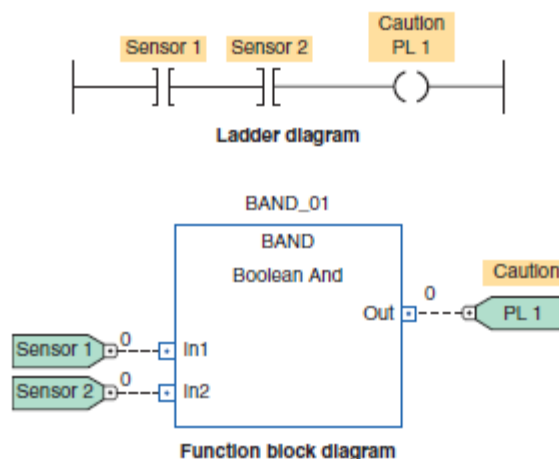 Caution
Sensor 1 Sensor 2 PL 1
Ladder diagram
BAND_01
BAND
Boolean And
Caution
0
Out PL 1
0
Sensor 1 In1
0
Sensor 2 In2
Function block diagram